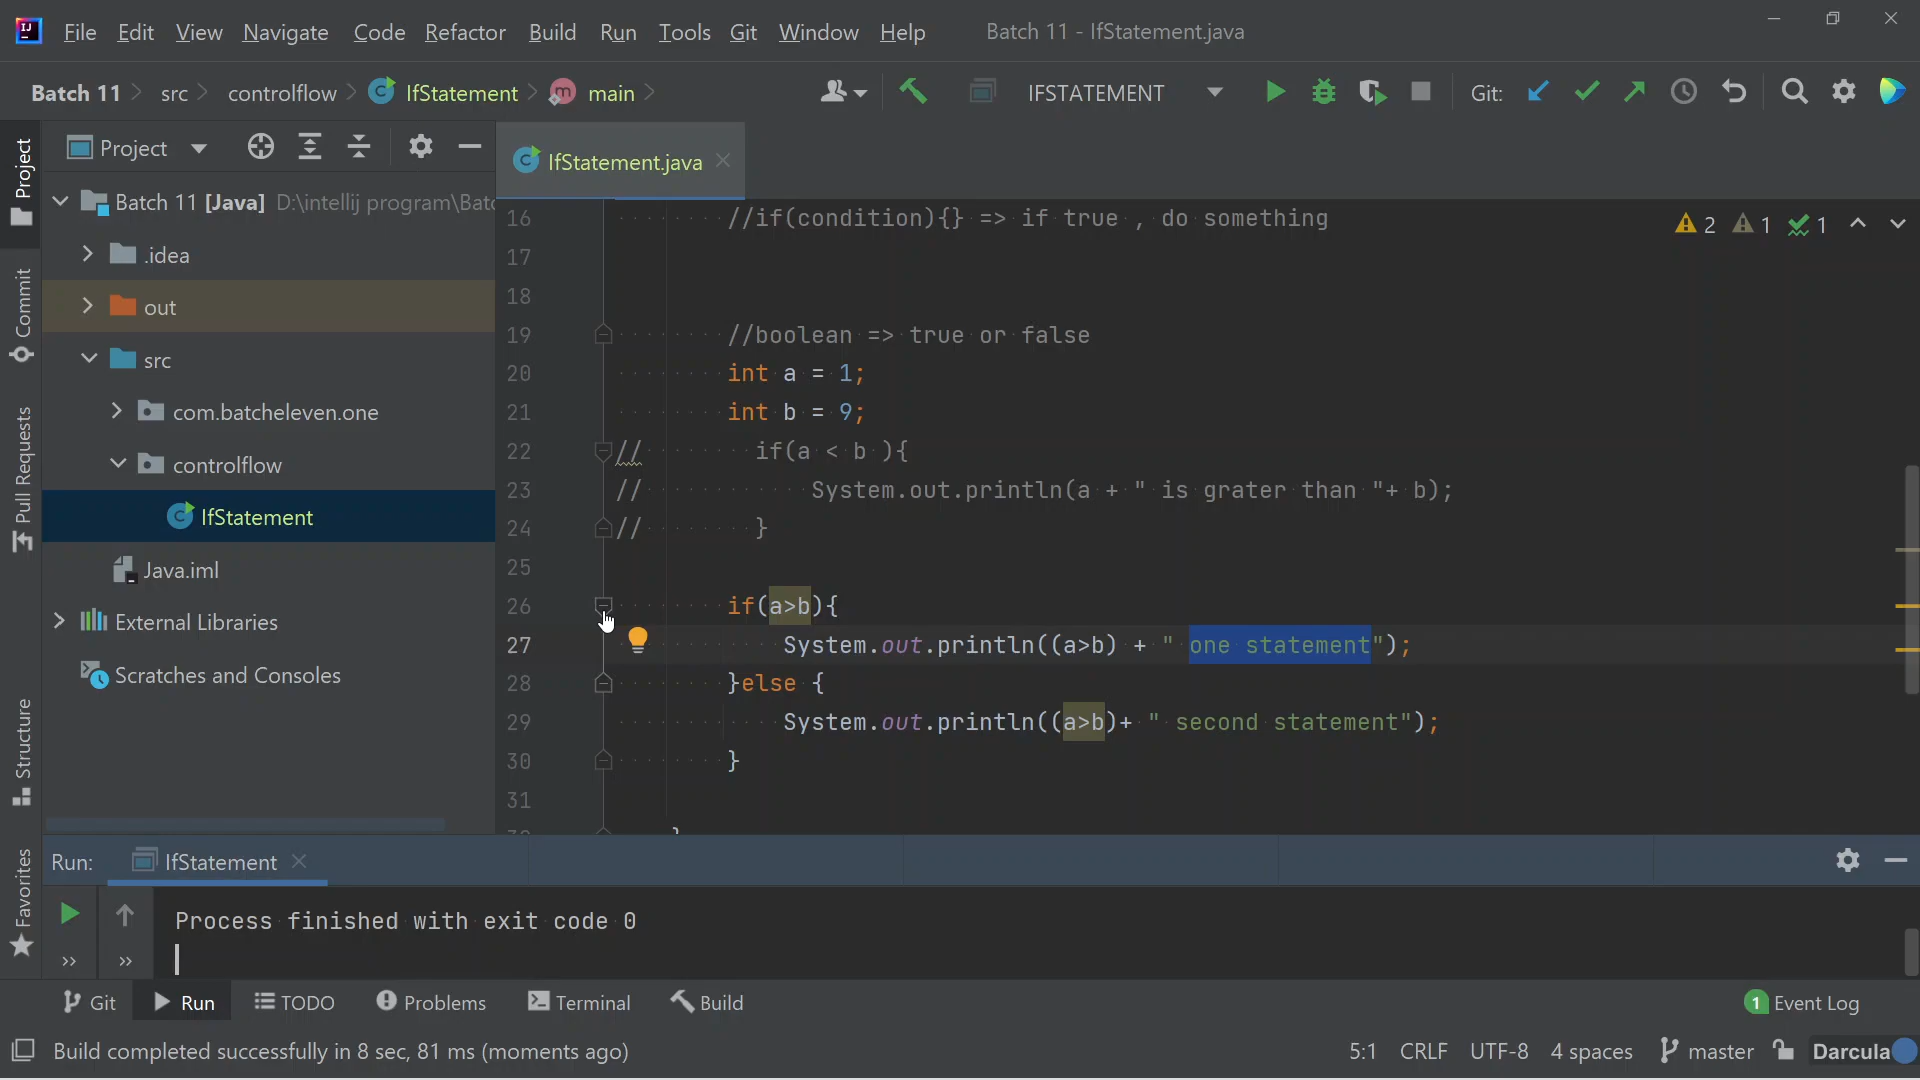 File Edit View Navigate Code Refactor Build Run Tools Git Window Help Batch 11 - IfStatement.java
Batch 11 src controlflow IfStatement main IFSTATEMENT Git:
Project
Project
IfStatement.java
Batch 11 [Java] D:\intellij program\Batc
.idea
out
src
com.batcheleven.one
controlflow
IfStatement
Java.iml
External Libraries
Scratches and Consoles
Commit
Pull Requests
Structure
Favorites
2 1 1
16 //if(condition){} => if true , do something
17
18
19 //boolean => true or false
20 int a = 1;
21 int b = 9;
22 // if(a < b ){
23 // System.out.println(a + " is grater than "+ b);
24 // }
25
26 if(a>b){
27 System.out.println((a>b) + " one statement");
28 }else {
29 System.out.println((a>b)+ " second statement");
30 }
31
Run: IfStatement
Process finished with exit code 0
Git Run TODO Problems Terminal Build 1 Event Log
Build completed successfully in 8 sec, 81 ms (moments ago) 5:1 CRLF UTF-8 4 spaces master Darcula